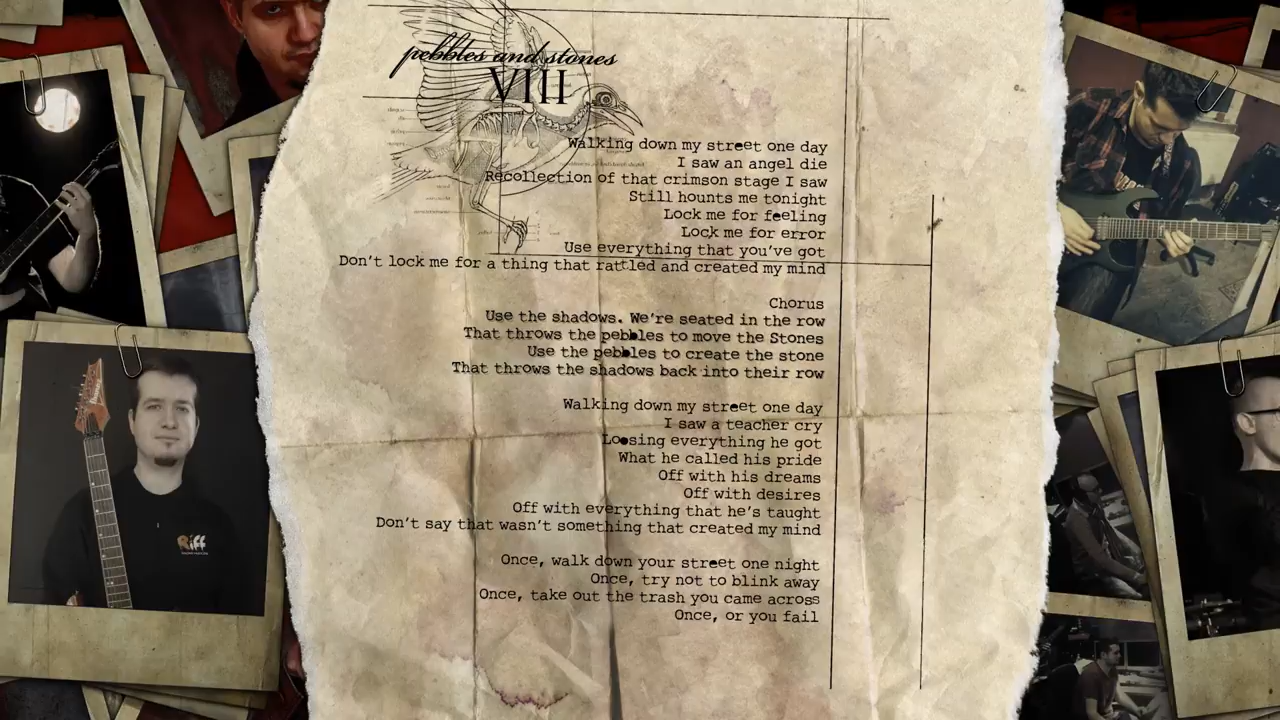 pebbles and stones
VIII
Walking down my street one day
I saw an angel die
Recollection of that crimson stage I saw
Still hounts me tonight
Lock me for feeling
Lock me for error
Use everything that you've got
Don't lock me for a thing that rattled and created my mind
Chorus
Use the shadows. We're seated in the row
That throws the pebbles to move the Stones
Use the pebbles to create the stone
That throws the shadows back into their row
Walking down my street one day
I saw a teacher cry
Loosing everything he got
What he called his pride
Off with his dreams
Off with desires
Off with everything that he's taught
Don't say that wasn't something that created my mind
Once, walk down your street one night
Once, try not to blink away
Once, take out the trash you came across
Once, or you fail
Ibanez
Riff